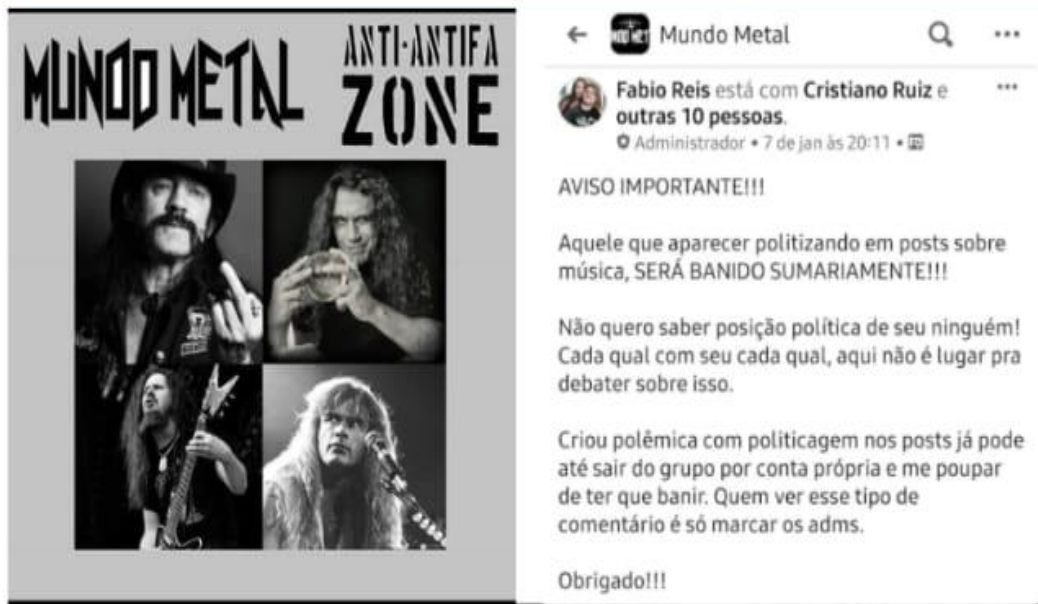 MUNDO METAL
ANTI-ANTIFA
ZONE
Mundo Metal
Fabio Reis está com Cristiano Ruiz e
outras 10 pessoas.
Administrador • 7 de jan às 20:11 •
AVISO IMPORTANTE!!!
Aquele que aparecer politizando em posts sobre
música, SERÁ BANIDO SUMARIAMENTE!!!
Não quero saber posição política de seu ninguém!
Cada qual com seu cada qual, aqui não é lugar pra
debater sobre isso.
Criou polêmica com politicagem nos posts já pode
até sair do grupo por conta própria e me poupar
de ter que banir. Quem ver esse tipo de
comentário é só marcar os adms.
Obrigado!!!